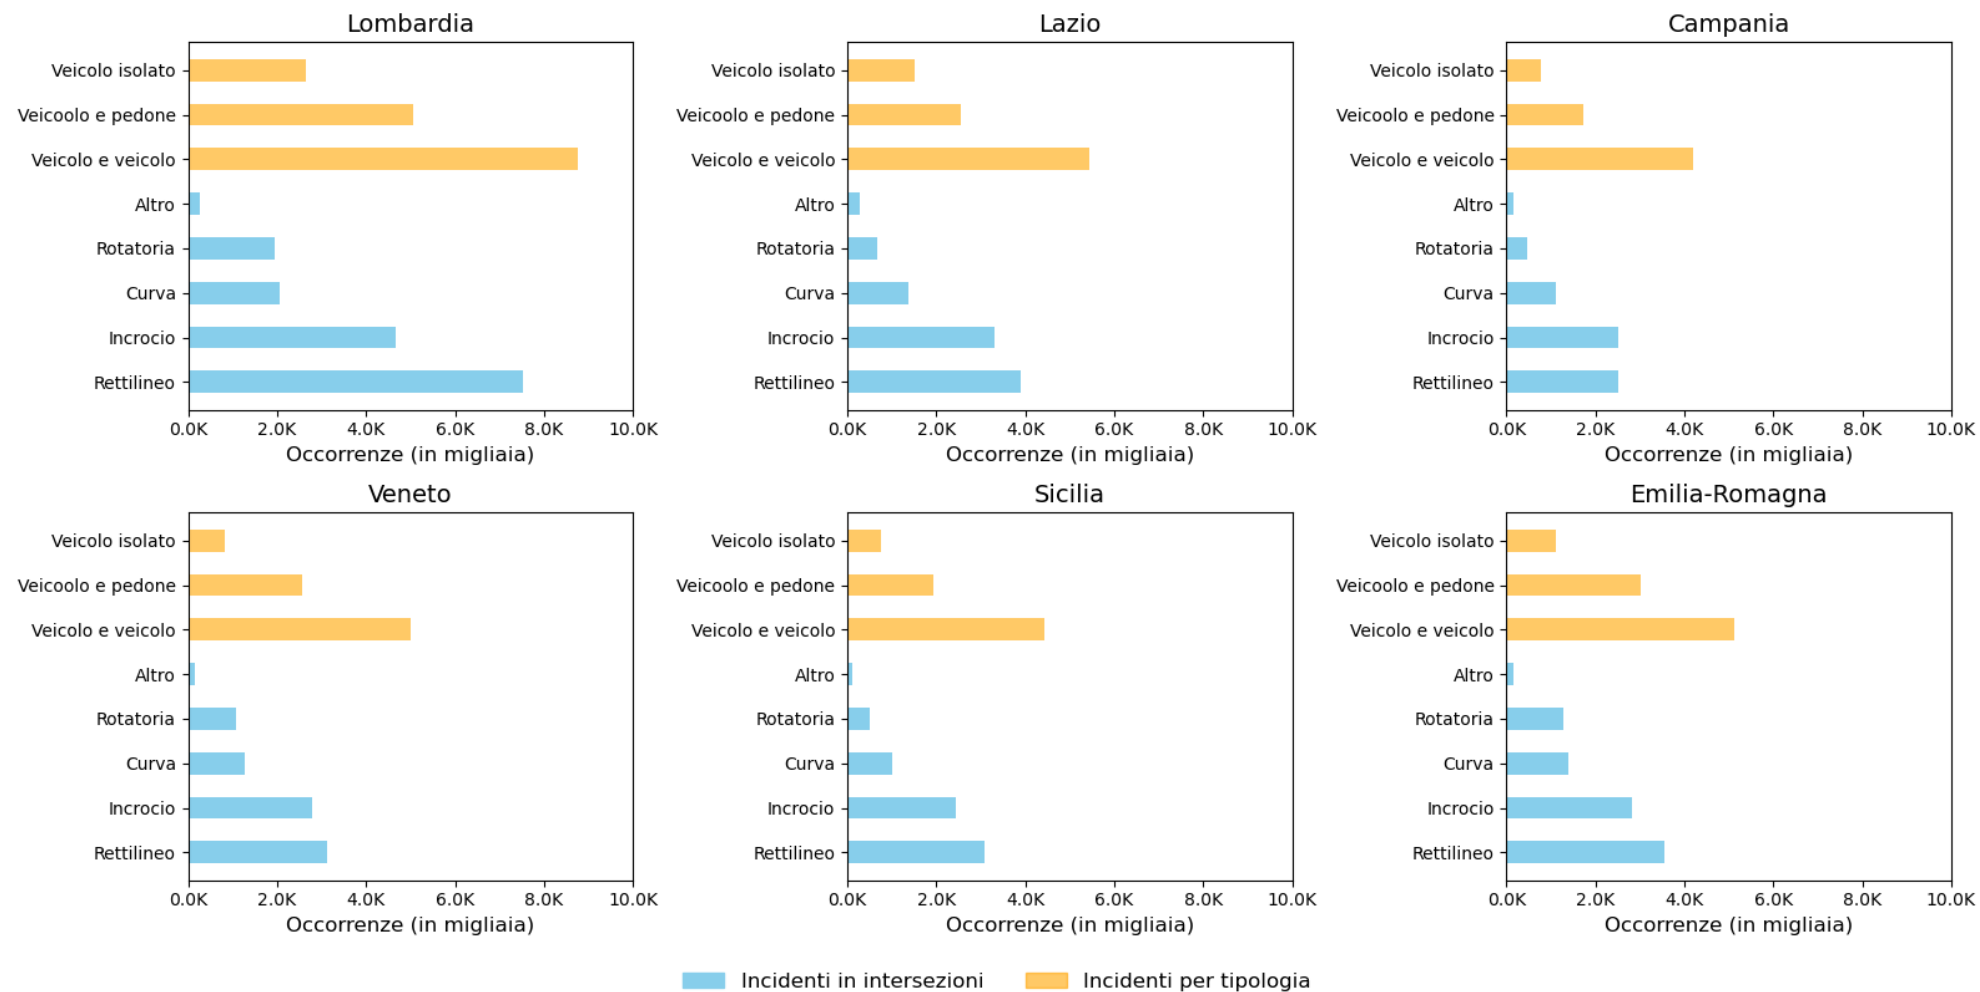 Lombardia
Veicolo isolato
Veicoolo e pedone
Veicolo e veicolo
Altro
Rotatoria
Curva
Incrocio
Rettilineo
0.0K 2.0K 4.0K 6.0K 8.0K 10.0K
Occorrenze (in migliaia)
Lazio
Veicolo isolato
Veicoolo e pedone
Veicolo e veicolo
Altro
Rotatoria
Curva
Incrocio
Rettilineo
0.0K 2.0K 4.0K 6.0K 8.0K 10.0K
Occorrenze (in migliaia)
Campania
Veicolo isolato
Veicoolo e pedone
Veicolo e veicolo
Altro
Rotatoria
Curva
Incrocio
Rettilineo
0.0K 2.0K 4.0K 6.0K 8.0K 10.0K
Occorrenze (in migliaia)
Veneto
Veicolo isolato
Veicoolo e pedone
Veicolo e veicolo
Altro
Rotatoria
Curva
Incrocio
Rettilineo
0.0K 2.0K 4.0K 6.0K 8.0K 10.0K
Occorrenze (in migliaia)
Sicilia
Veicolo isolato
Veicoolo e pedone
Veicolo e veicolo
Altro
Rotatoria
Curva
Incrocio
Rettilineo
0.0K 2.0K 4.0K 6.0K 8.0K 10.0K
Occorrenze (in migliaia)
Emilia-Romagna
Veicolo isolato
Veicoolo e pedone
Veicolo e veicolo
Altro
Rotatoria
Curva
Incrocio
Rettilineo
0.0K 2.0K 4.0K 6.0K 8.0K 10.0K
Occorrenze (in migliaia)
Incidenti in intersezioni
Incidenti per tipologia